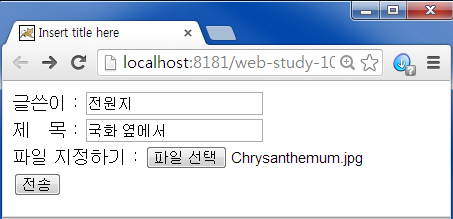 Insert title here
localhost:8181/web-study-10
글쓴이 : 전원지
제 목 : 국화 옆에서
파일 지정하기 : 파일 선택 Chrysanthemum.jpg
전송